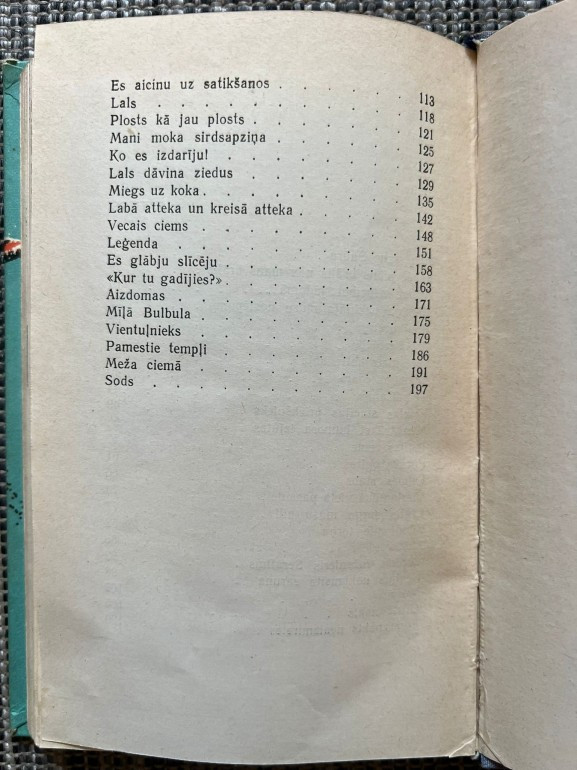 Es aicinu uz satikšanos . . . . . 113
Lals . . . . . . . . . . 118
Plosts kā jau plosts . . . . . . 121
Mani moka sirdsapziņa . . . . . 125
Ko es izdarīju! . . . . . . . 127
Lals dāvina ziedus . . . . . . 129
Miegs uz koka . . . . . . . . 135
Labā atteka un kreisā atteka . . . . 142
Vecais ciems . . . . . . . . 148
Leģenda . . . . . . . . . 151
Es glābju slīcēju . . . . . . . 158
«Kur tu gadījies?» . . . . . . . 163
Aizdomas . . . . . . . . . 171
Mīļā Bulbula . . . . . . . . 175
Vientuļnieks . . . . . . . . 179
Pamestie tempļi . . . . . . . 186
Meža ciemā . . . . . . . . 191
Sods . . . . . . . . . . 197